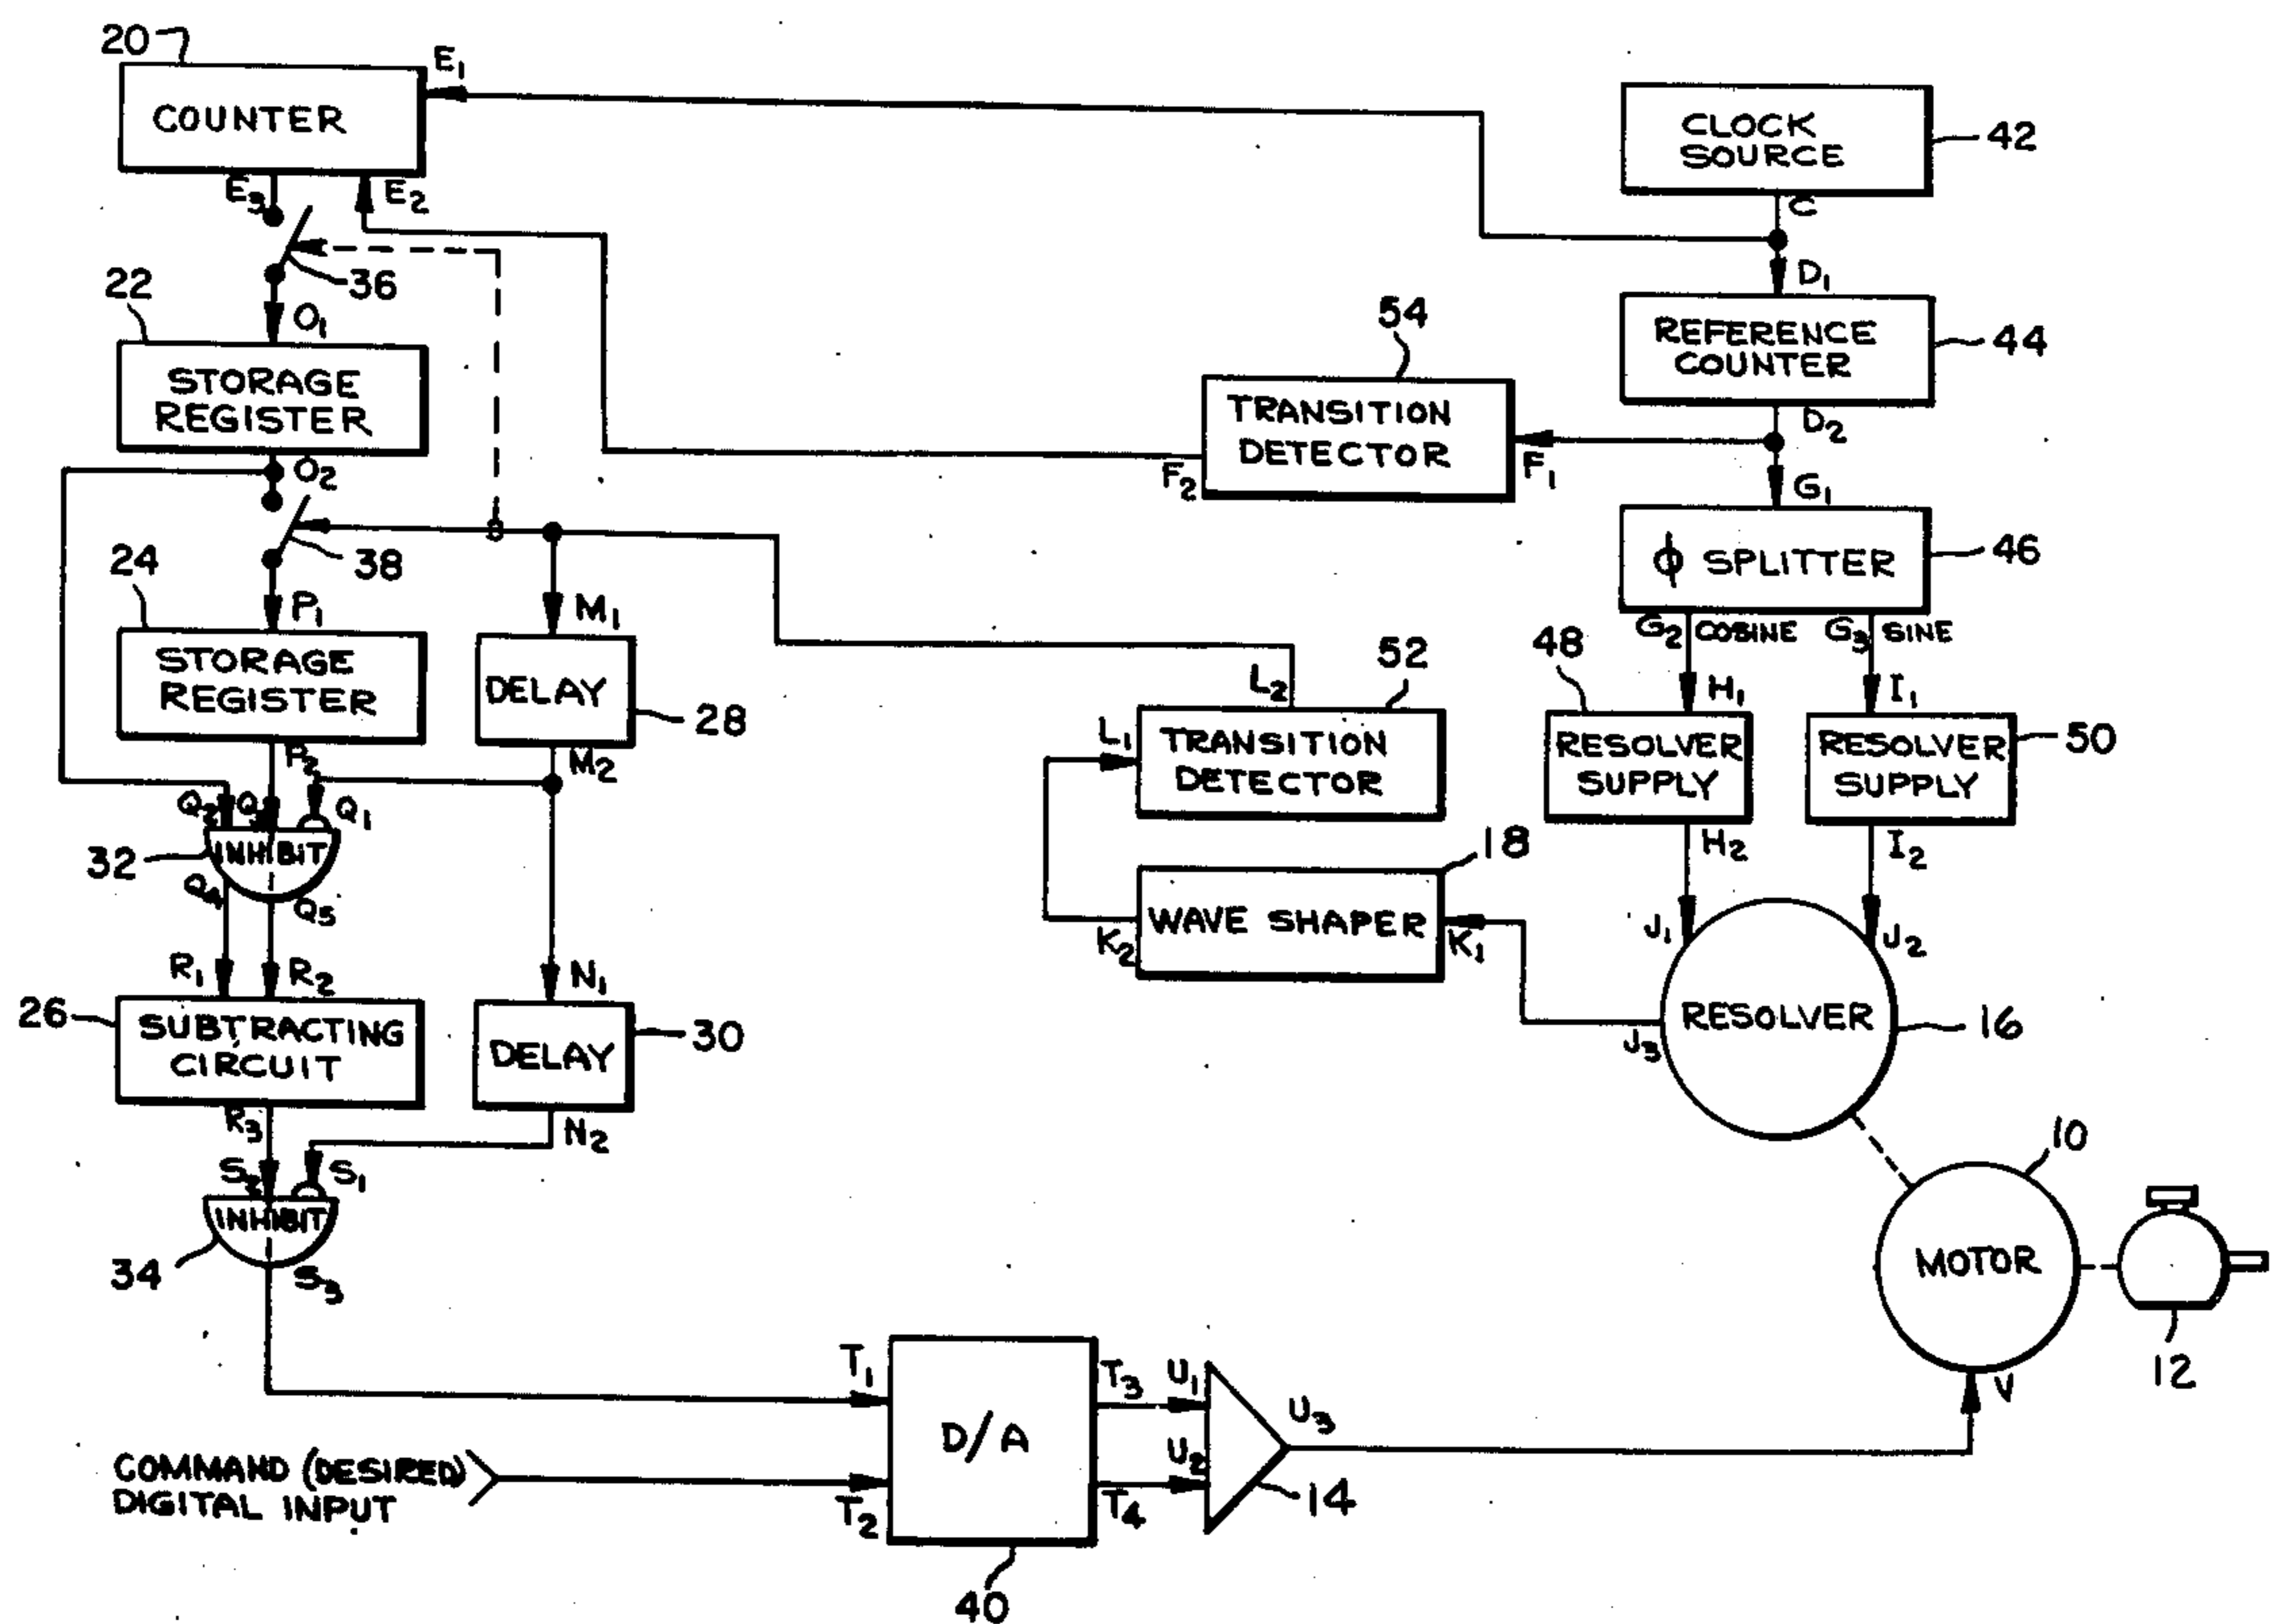 20
E₁
COUNTER
CLOCK
SOURCE
42
E₃
E₂
C
36
D₁
22
O₁
54
REFERENCE
COUNTER
44
STORAGE
REGISTER
TRANSITION
DETECTOR
D₂
O₂
F₂
F₁
G₁
24
38
ϕ SPLITTER
46
P₁
M₁
G₂ COSINE
G₃ SINE
STORAGE
REGISTER
DELAY
28
L₂
52
48
H₁
I₁
P₂
M₂
L₁
TRANSITION
DETECTOR
RESOLVER
SUPPLY
RESOLVER
SUPPLY
50
Q₂
Q₁
32
INHIBIT
18
H₂
I₂
Q₄
Q₅
WAVE SHAPER
K₂
K₁
J₁
J₂
R₁
R₂
N₁
26
SUBTRACTING
CIRCUIT
DELAY
30
RESOLVER
16
J₃
R₃
N₂
10
S₂
S₁
INHIBIT
34
S₃
MOTOR
12
V
T₁
T₃
U₁
U₃
D/A
COMMAND (DESIRED)
DIGITAL INPUT
T₂
T₄
U₂
14
40